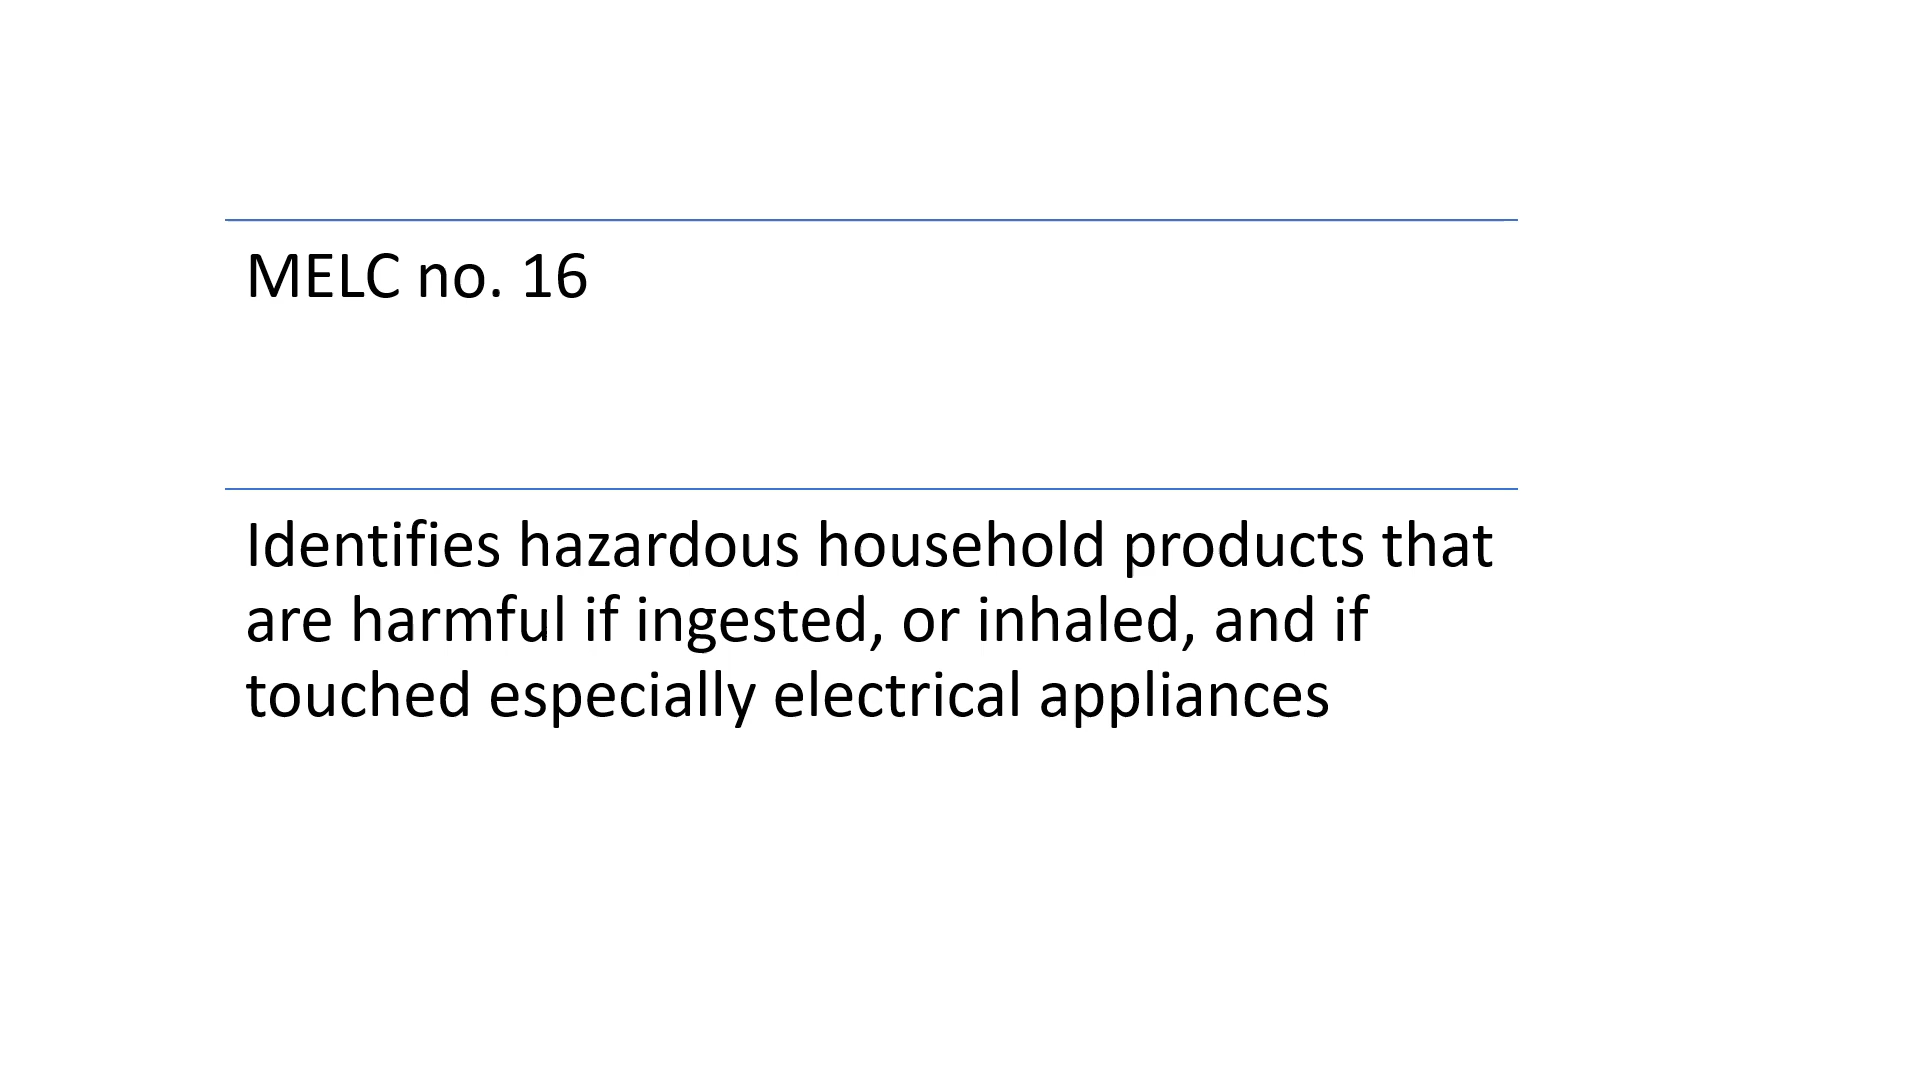 MELC no. 16
Identifies hazardous household products that
are harmful if ingested, or inhaled, and if
touched especially electrical appliances